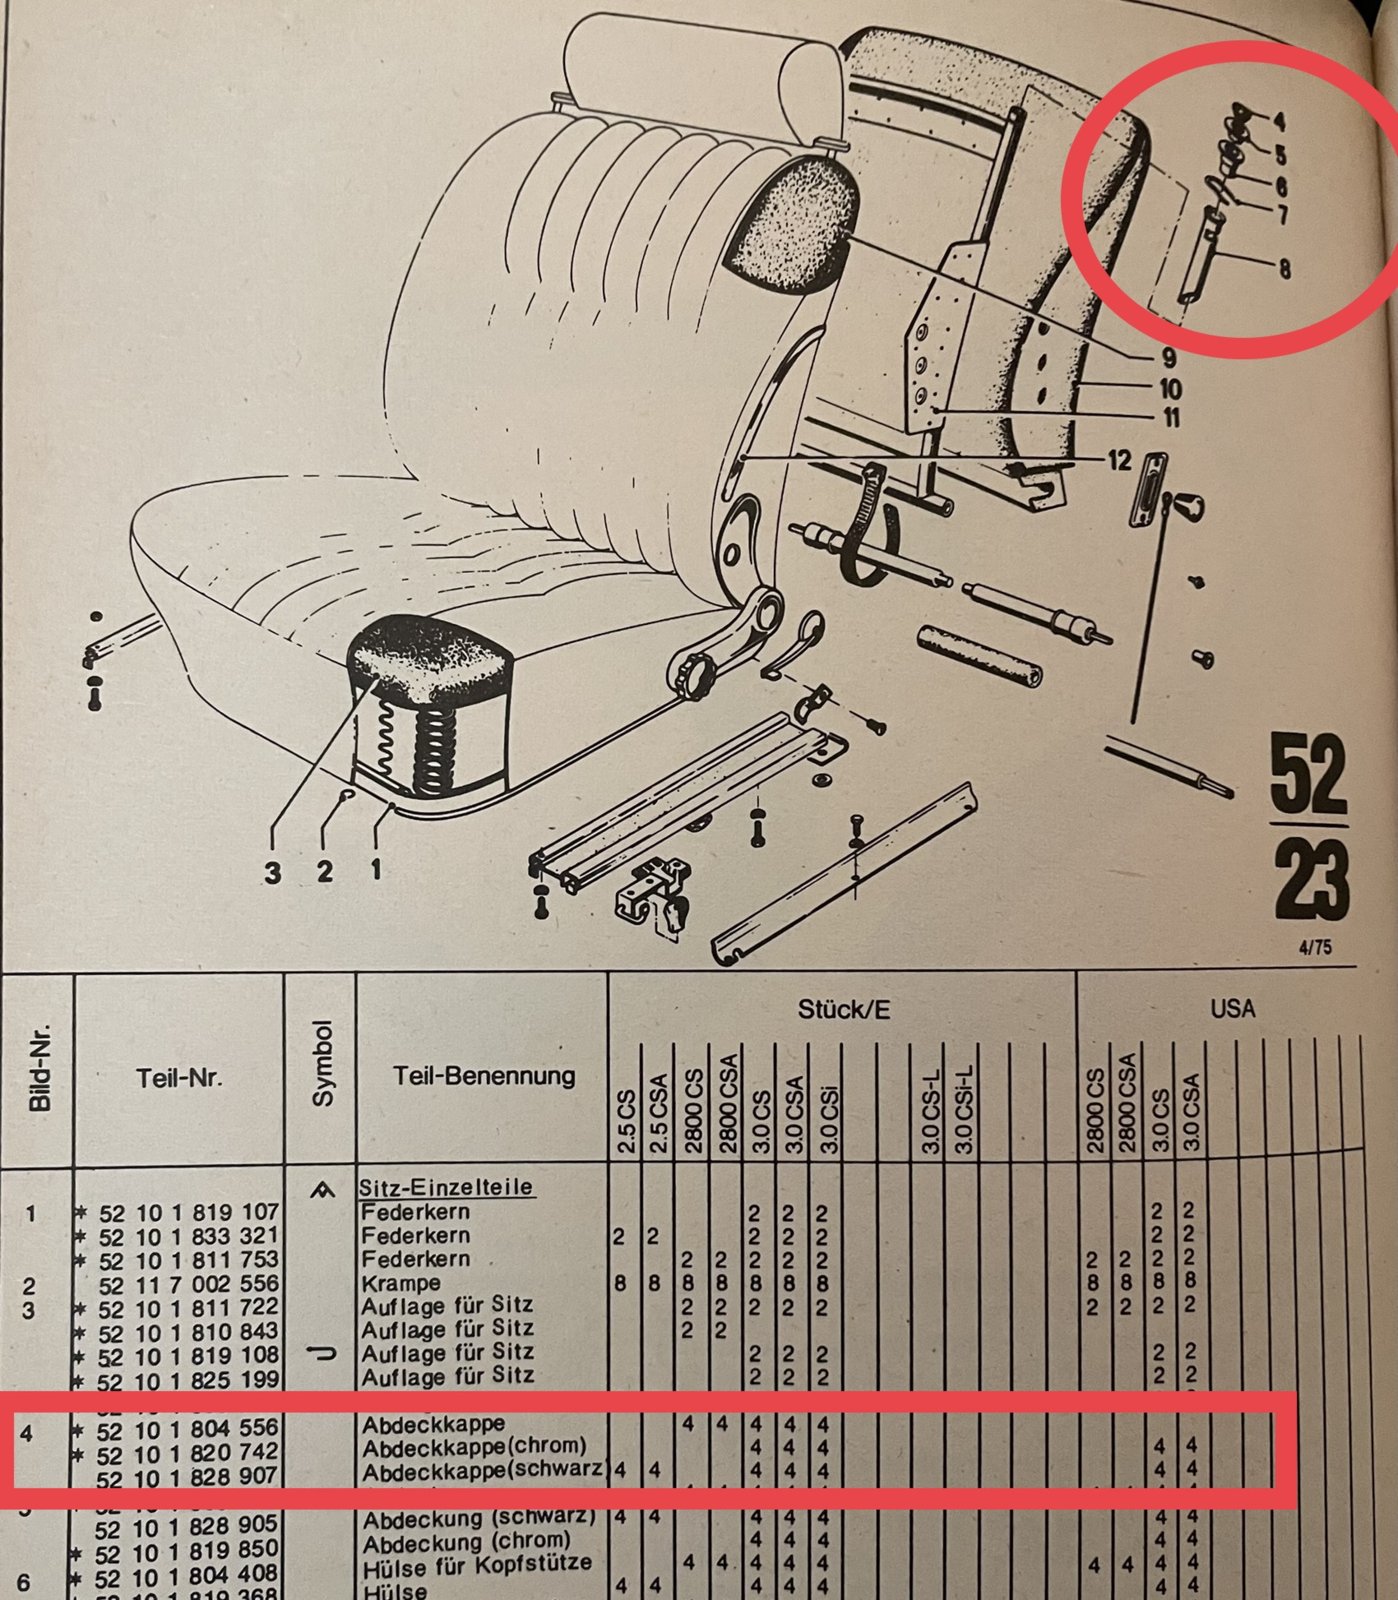 4
5
6
7
8
9
10
11
12
3 2 1
52
23
4/75
Bild-Nr. Teil-Nr. Symbol Teil-Benennung Stück/E USA
2.5 CS 2.5 CSA 2800 CS 2800 CSA 3.0 CS 3.0 CSA 3.0 CSi 3.0 CS-L 3.0 CSi-L 2800 CS 2800 CSA 3.0 CS 3.0 CSA
Sitz-Einzelteile
1 * 52 10 1 819 107 Federkern 2 2 2 2 2
* 52 10 1 833 321 Federkern 2 2 2 2 2 2 2
* 52 10 1 811 753 Federkern 2 2 2 2 2 2 2 2 2
2 52 11 7 002 556 Krampe 8 8 8 8 8 8 8 8 8 8 8
3 * 52 10 1 811 722 Auflage für Sitz 2 2 2 2 2 2 2 2 2
* 52 10 1 810 843 Auflage für Sitz 2 2
* 52 10 1 819 108 Auflage für Sitz 2 2 2 2 2
* 52 10 1 825 199 Auflage für Sitz 2 2 2 2 2
4 * 52 10 1 804 556 Abdeckkappe 4 4 4 4 4
* 52 10 1 820 742 Abdeckkappe(chrom) 4 4 4 4 4
52 10 1 828 907 Abdeckkappe(schwarz 4 4 4 4 4 4 4
52 10 1 828 905 Abdeckung (schwarz) 4 4 4 4 4 4 4
* 52 10 1 819 850 Abdeckung (chrom) 4 4 4 4 4
6 * 52 10 1 804 408 Hülse für Kopfstütze 4 4 4 4 4 4 4 4 4
52 10 1 819 368 Hülse 4 4 4 4 4 4 4